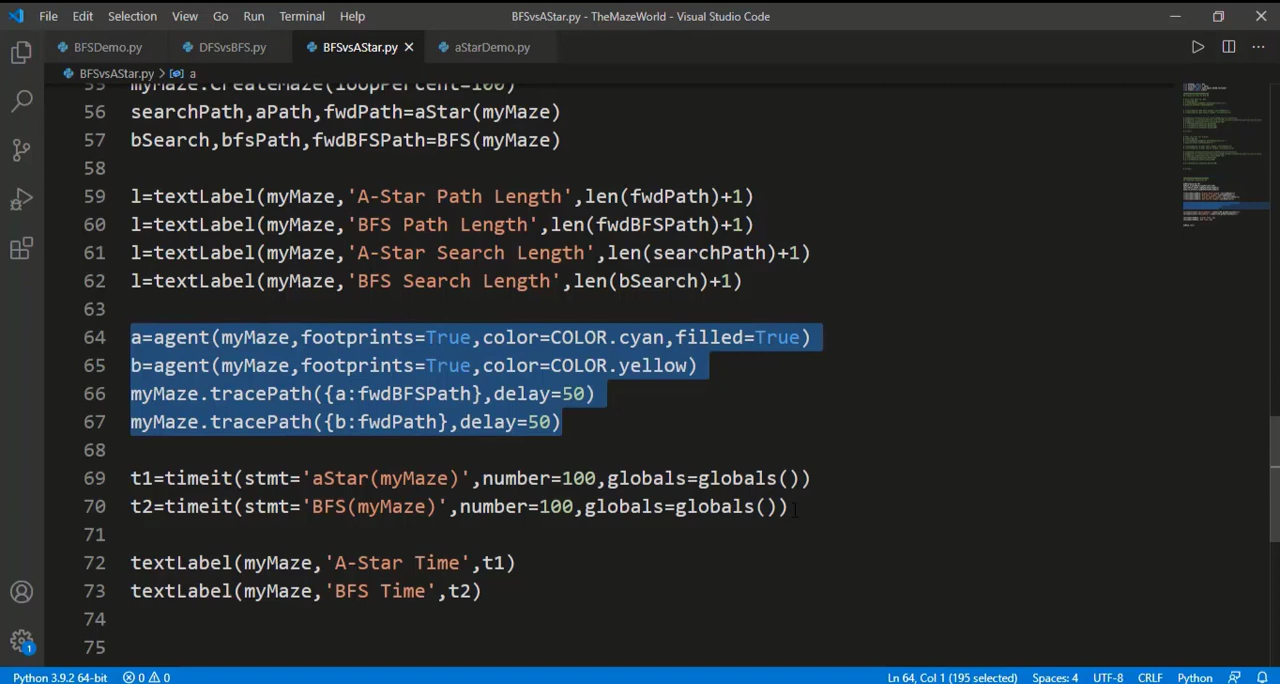 File Edit Selection View Go Run Terminal Help BFSvsAStar.py - TheMazeWorld - Visual Studio Code
BFSDemo.py DFSvsBFS.py BFSvsAStar.py aStarDemo.py
BFSvsAStar.py > a
55 myMaze.CreateMaze(loopPercent=100)
56 searchPath,aPath,fwdPath=aStar(myMaze)
57 bSearch,bfsPath,fwdBFSPath=BFS(myMaze)
58
59 l=textLabel(myMaze,'A-Star Path Length',len(fwdPath)+1)
60 l=textLabel(myMaze,'BFS Path Length',len(fwdBFSPath)+1)
61 l=textLabel(myMaze,'A-Star Search Length',len(searchPath)+1)
62 l=textLabel(myMaze,'BFS Search Length',len(bSearch)+1)
63
64 a=agent(myMaze,footprints=True,color=COLOR.cyan,filled=True)
65 b=agent(myMaze,footprints=True,color=COLOR.yellow)
66 myMaze.tracePath({a:fwdBFSPath},delay=50)
67 myMaze.tracePath({b:fwdPath},delay=50)
68
69 t1=timeit(stmt='aStar(myMaze)',number=100,globals=globals())
70 t2=timeit(stmt='BFS(myMaze)',number=100,globals=globals())
71
72 textLabel(myMaze,'A-Star Time',t1)
73 textLabel(myMaze,'BFS Time',t2)
74
75
1
Python 3.9.2 64-bit 0 0 Ln 64, Col 1 (195 selected) Spaces: 4 UTF-8 CRLF Python